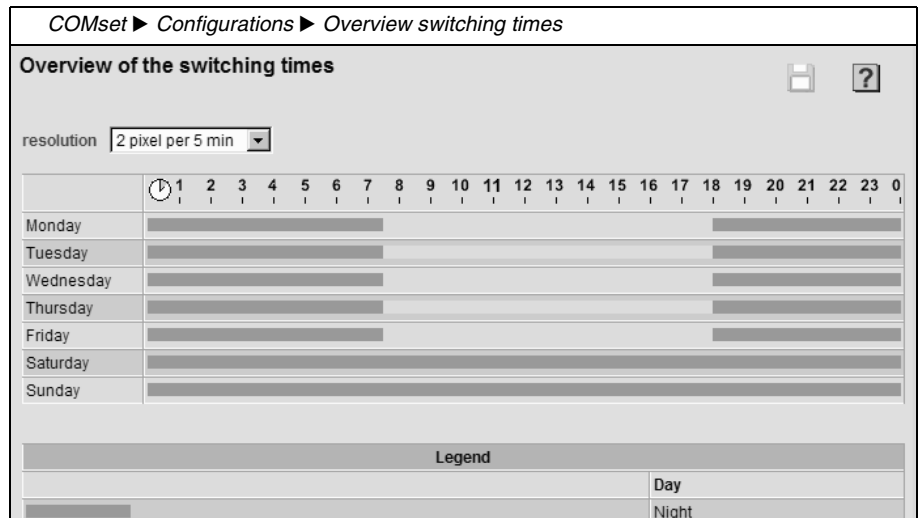 COMset ▶ Configurations ▶ Overview switching times
Overview of the switching times
?
resolution 2 pixel per 5 min
1 2 3 4 5 6 7 8 9 10 11 12 13 14 15 16 17 18 19 20 21 22 23 0
Monday
Tuesday
Wednesday
Thursday
Friday
Saturday
Sunday
Legend
Day
Night